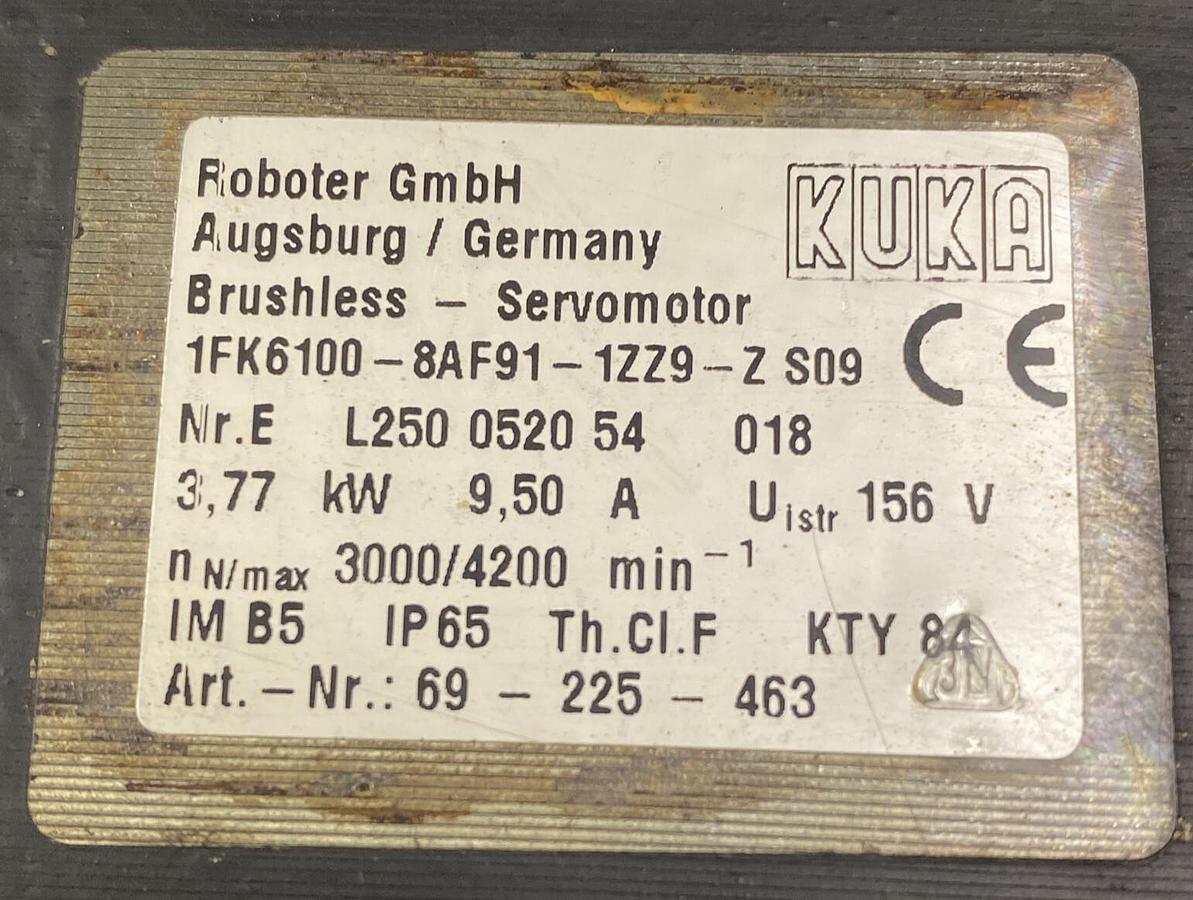 Roboter GmbH KUKA
Augsburg / Germany
Brushless – Servomotor
1FK6100 – 8AF91 – 1ZZ9 – Z S09 CE
Nr.E L250 0520 54 018
3,77 kW 9,50 A Uistr 156 V
n N/max 3000/4200 min⁻¹
IM B5 IP 65 Th.Cl.F KTY 84
Art. – Nr.: 69 – 225 – 463